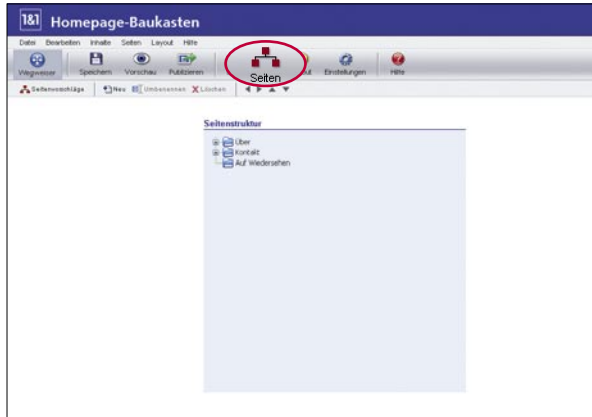 1&1 Homepage-Baukasten
Datei Bearbeiten Inhalte Seiten Layout Hilfe
Wegweiser Speichern Vorschau Publizieren Seiten Einstellungen Hilfe
Seitenvorschläge Neu Umbenennen Löschen
Seitenstruktur
Über
Kontakt
Auf Wiedersehen